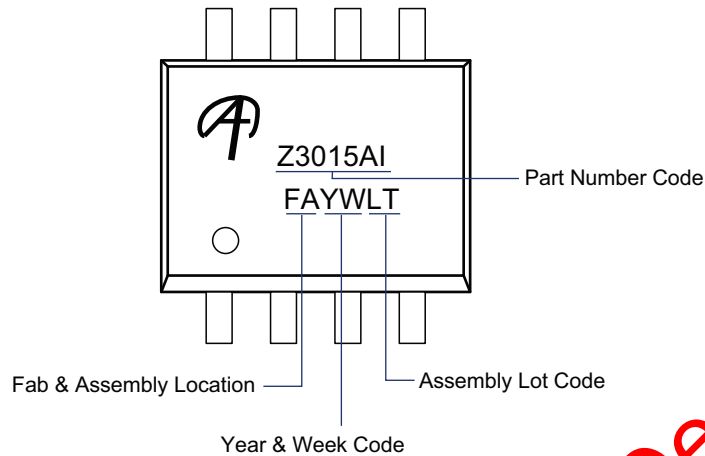 Z3015AI
Part Number Code
FAYWLT
Fab & Assembly Location
Assembly Lot Code
Year & Week Code